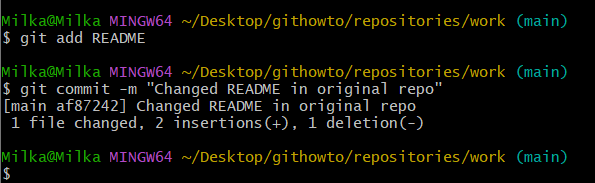 Milka@Milka MINGW64 ~/Desktop/githowto/repositories/work (main)
$ git add README
Milka@Milka MINGW64 ~/Desktop/githowto/repositories/work (main)
$ git commit -m "Changed README in original repo"
[main af87242] Changed README in original repo
 1 file changed, 2 insertions(+), 1 deletion(-)
Milka@Milka MINGW64 ~/Desktop/githowto/repositories/work (main)
$